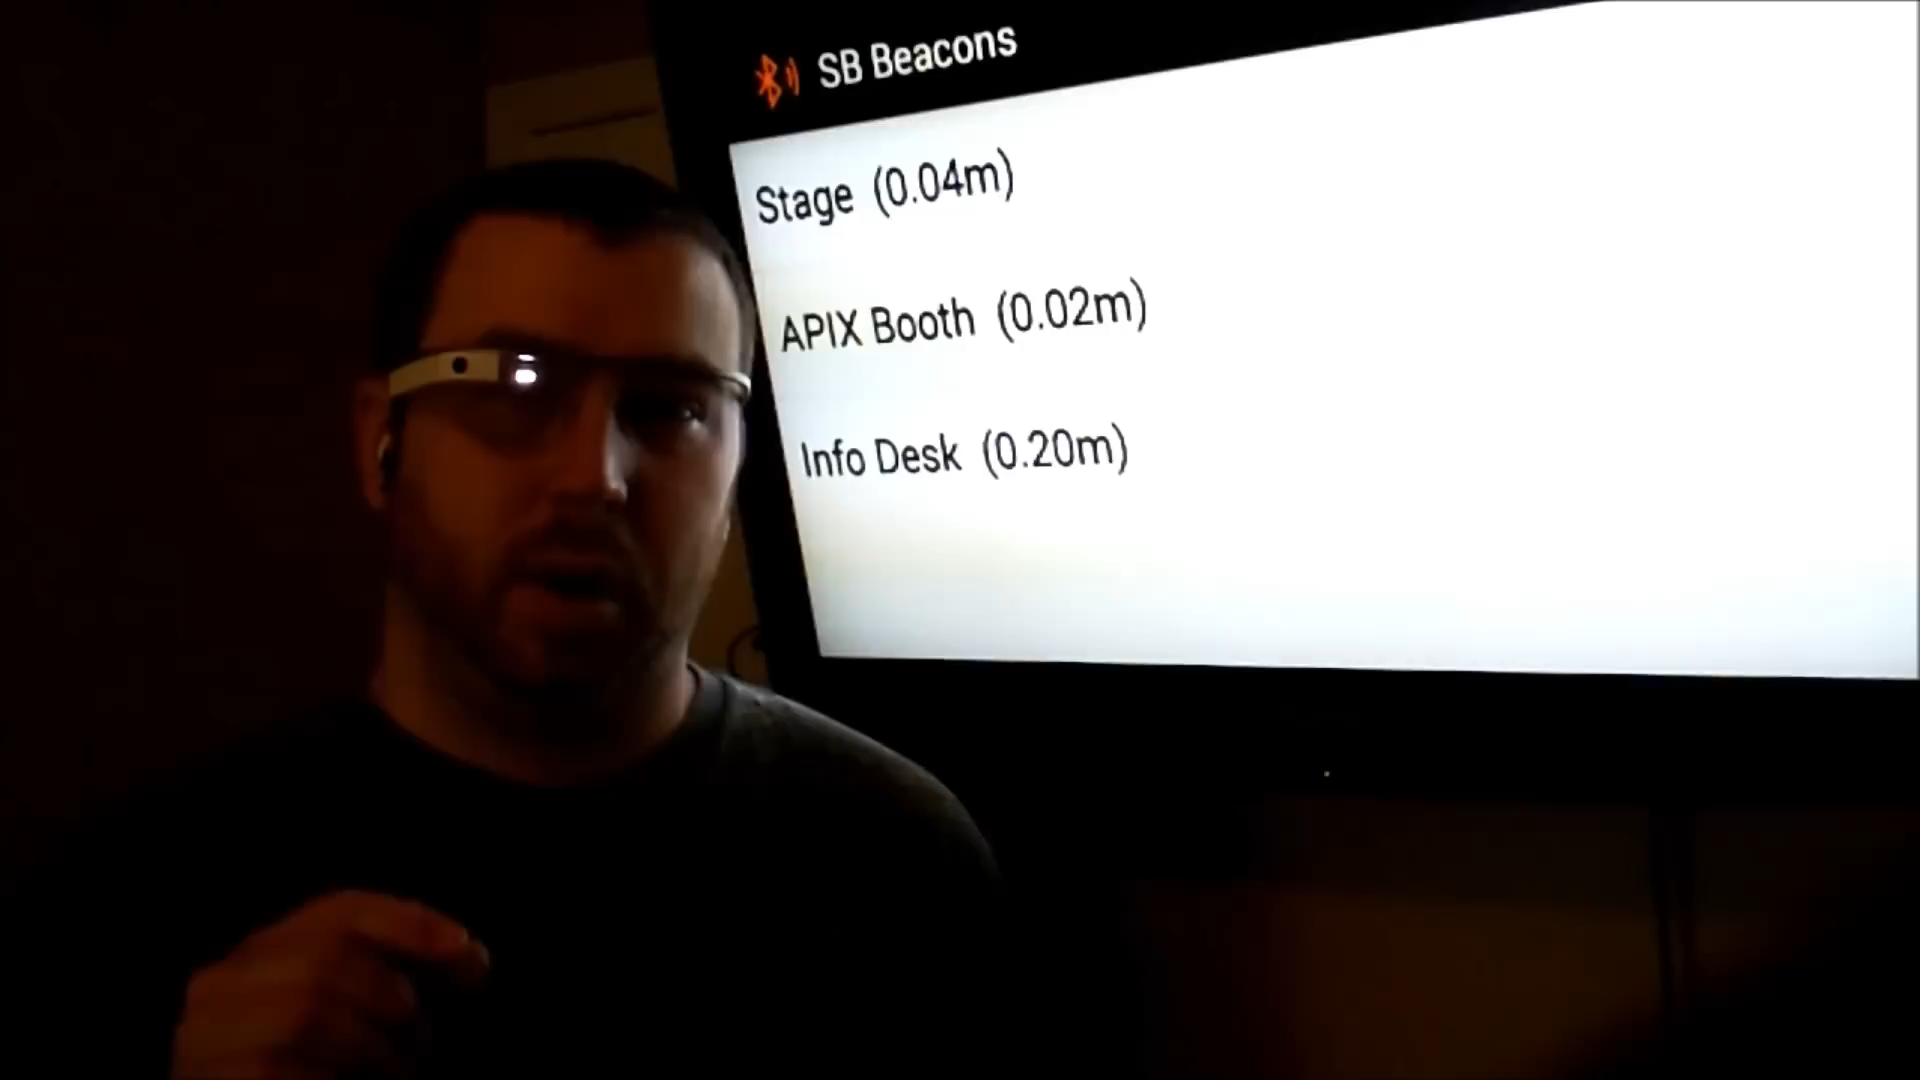 SB Beacons
Stage (0.04m)
APIX Booth (0.02m)
Info Desk (0.20m)